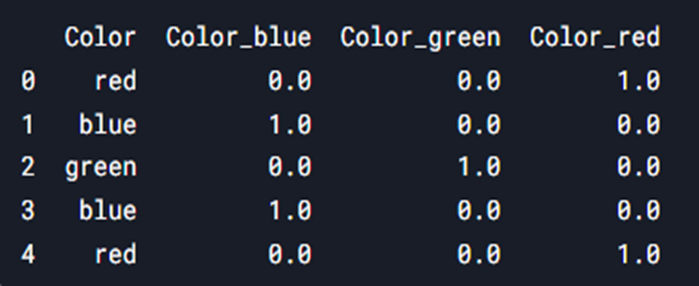 Color Color_blue Color_green Color_red
0 red 0.0 0.0 1.0
1 blue 1.0 0.0 0.0
2 green 0.0 1.0 0.0
3 blue 1.0 0.0 0.0
4 red 0.0 0.0 1.0